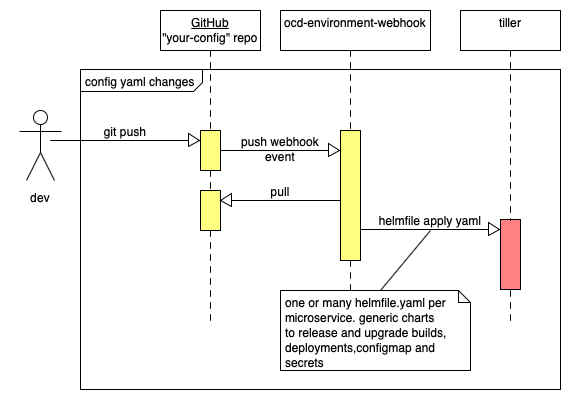 GitHub
"your-config" repo
ocd-environment-webhook
tiller
config yaml changes
git push
push webhook
event
pull
helmfile apply yaml
dev
one or many helmfile.yaml per
microservice. generic charts
to release and upgrade builds,
deployments,configmap and
secrets